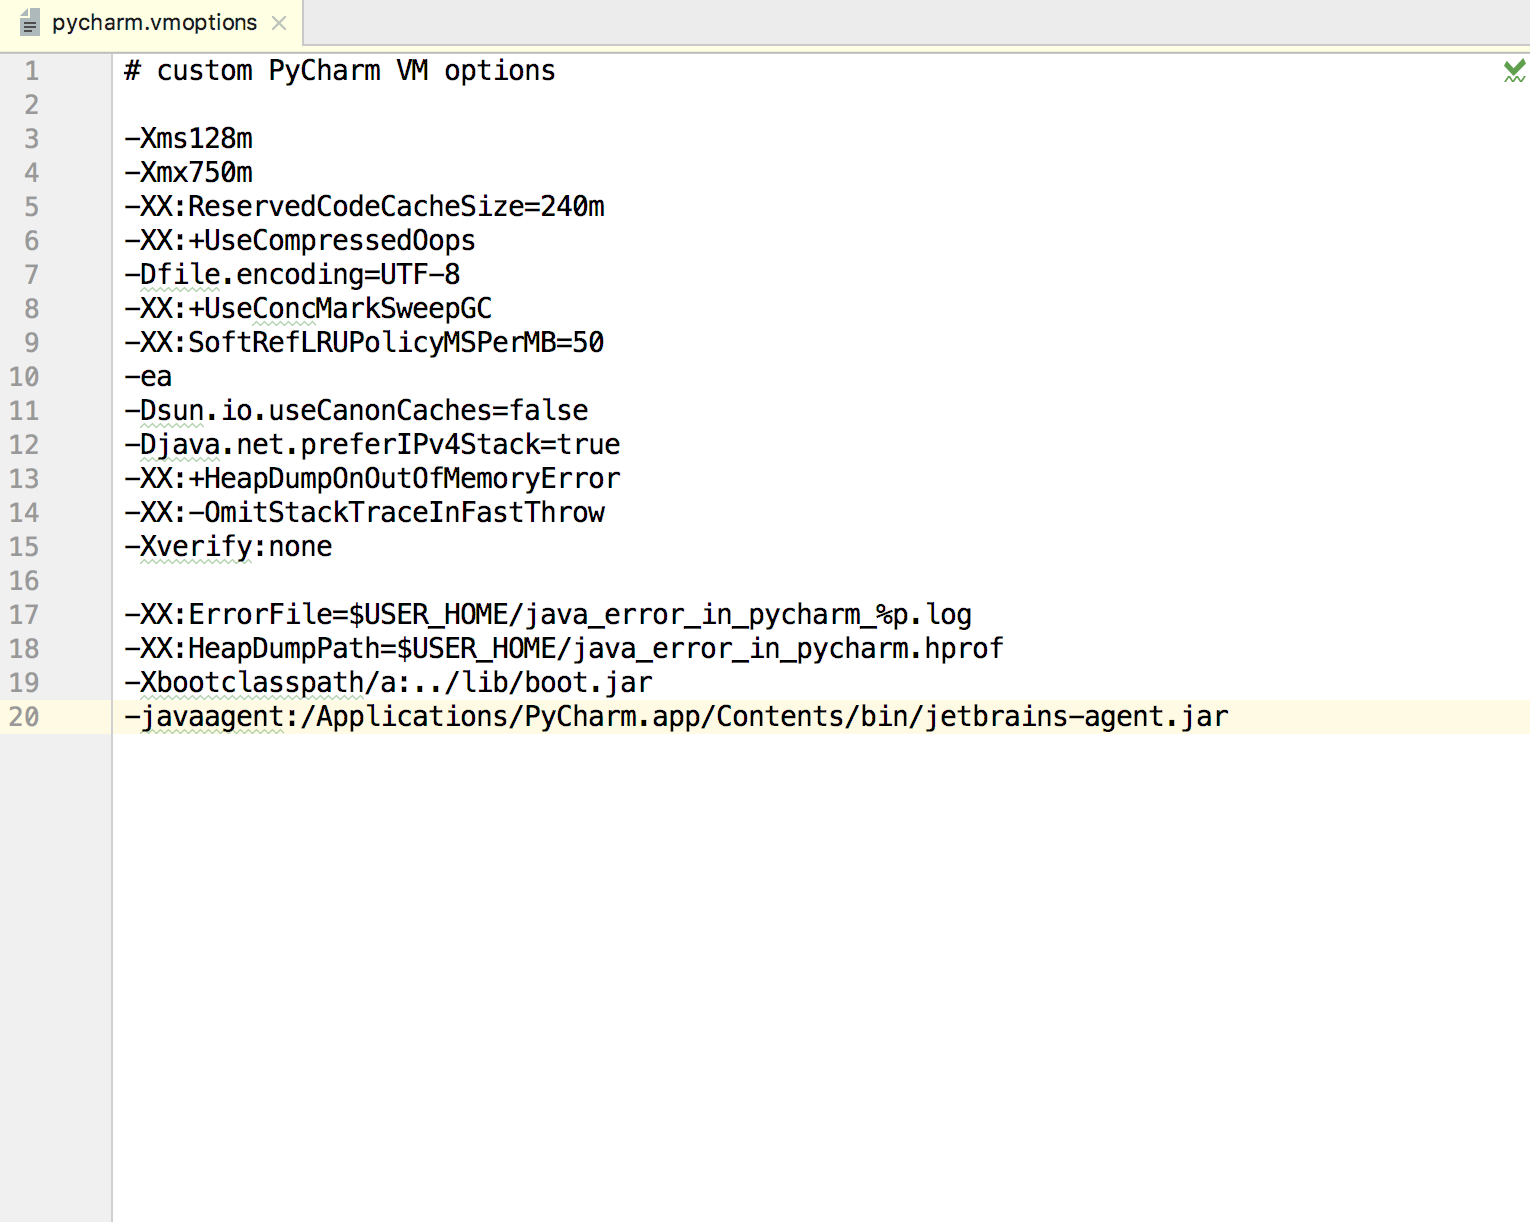 pycharm.vmoptions
1 # custom PyCharm VM options
2
3 -Xms128m
4 -Xmx750m
5 -XX:ReservedCodeCacheSize=240m
6 -XX:+UseCompressedOops
7 -Dfile.encoding=UTF-8
8 -XX:+UseConcMarkSweepGC
9 -XX:SoftRefLRUPolicyMSPerMB=50
10 -ea
11 -Dsun.io.useCanonCaches=false
12 -Djava.net.preferIPv4Stack=true
13 -XX:+HeapDumpOnOutOfMemoryError
14 -XX:-OmitStackTraceInFastThrow
15 -Xverify:none
16
17 -XX:ErrorFile=$USER_HOME/java_error_in_pycharm_%p.log
18 -XX:HeapDumpPath=$USER_HOME/java_error_in_pycharm.hprof
19 -Xbootclasspath/a:../lib/boot.jar
20 -javaagent:/Applications/PyCharm.app/Contents/bin/jetbrains-agent.jar